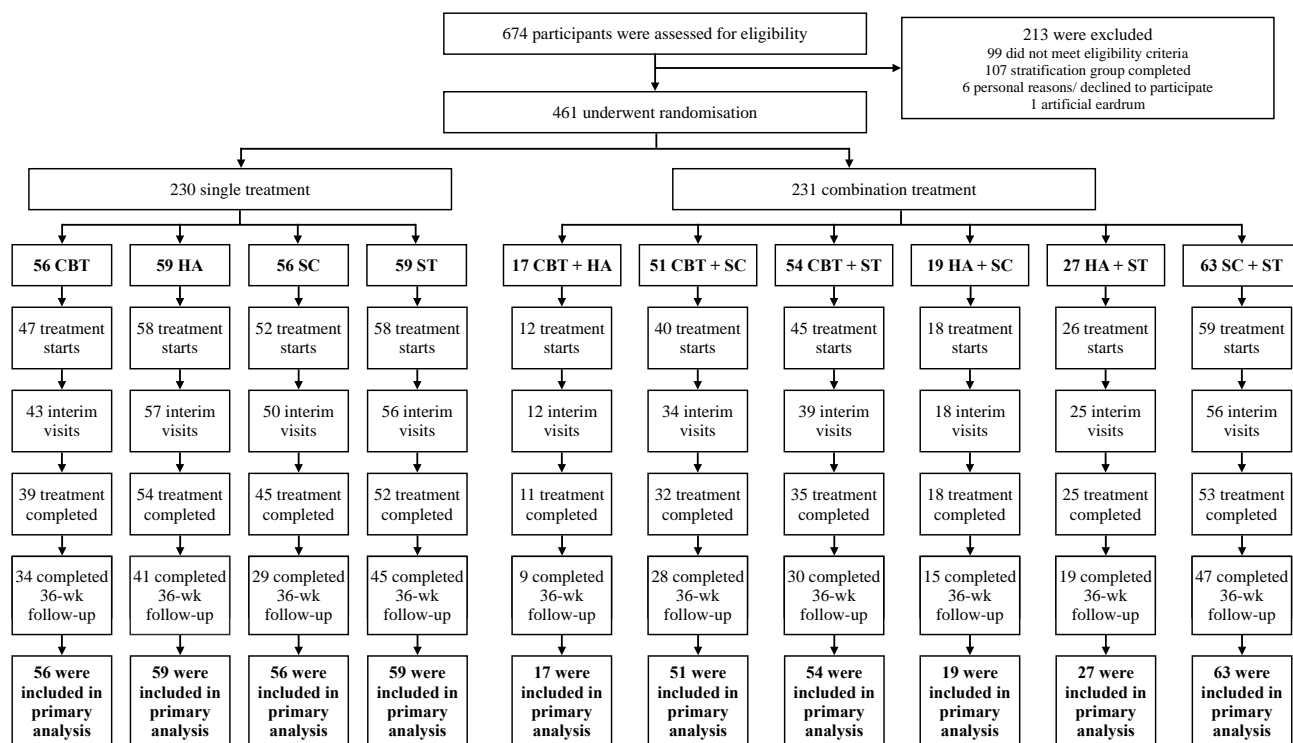 674 participants were assessed for eligibility
213 were excluded
99 did not meet eligibility criteria
107 stratification group completed
6 personal reasons/ declined to participate
1 artificial eardrum
461 underwent randomisation
230 single treatment
231 combination treatment
56 CBT
59 HA
56 SC
59 ST
17 CBT + HA
51 CBT + SC
54 CBT + ST
19 HA + SC
27 HA + ST
63 SC + ST
47 treatment
starts
58 treatment
starts
52 treatment
starts
58 treatment
starts
12 treatment
starts
40 treatment
starts
45 treatment
starts
18 treatment
starts
26 treatment
starts
59 treatment
starts
43 interim
visits
57 interim
visits
50 interim
visits
56 interim
visits
12 interim
visits
34 interim
visits
39 interim
visits
18 interim
visits
25 interim
visits
56 interim
visits
39 treatment
completed
54 treatment
completed
45 treatment
completed
52 treatment
completed
11 treatment
completed
32 treatment
completed
35 treatment
completed
18 treatment
completed
25 treatment
completed
53 treatment
completed
34 completed
36-wk
follow-up
41 completed
36-wk
follow-up
29 completed
36-wk
follow-up
45 completed
36-wk
follow-up
9 completed
36-wk
follow-up
28 completed
36-wk
follow-up
30 completed
36-wk
follow-up
15 completed
36-wk
follow-up
19 completed
36-wk
follow-up
47 completed
36-wk
follow-up
56 were
included in
primary
analysis
59 were
included in
primary
analysis
56 were
included in
primary
analysis
59 were
included in
primary
analysis
17 were
included in
primary
analysis
51 were
included in
primary
analysis
54 were
included in
primary
analysis
19 were
included in
primary
analysis
27 were
included in
primary
analysis
63 were
included in
primary
analysis